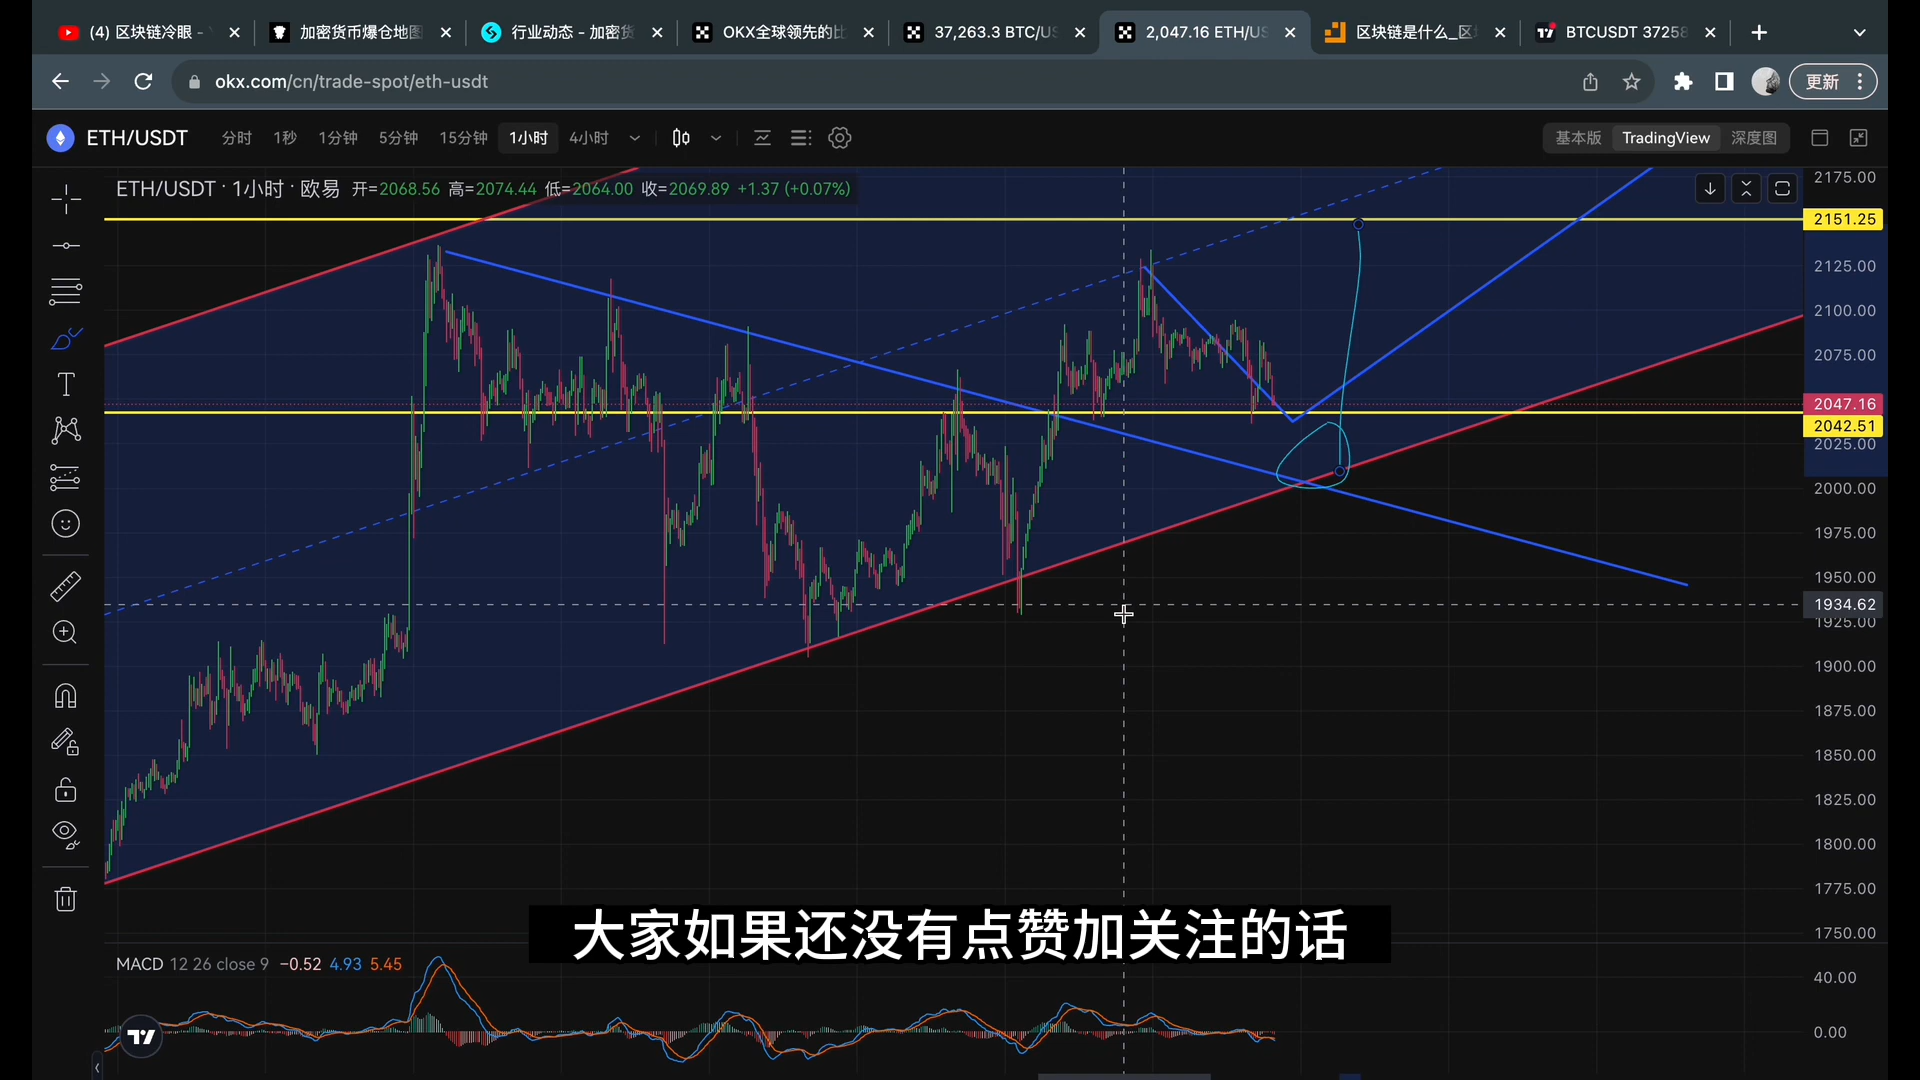 (4) 区块链冷眼 -
加密货币爆仓地图
行业动态 - 加密货
OKX全球领先的比
37,263.3 BTC/US
2,047.16 ETH/US
区块链是什么_区
BTCUSDT 37258
okx.com/cn/trade-spot/eth-usdt
更新
ETH/USDT 分时 1秒 1分钟 5分钟 15分钟 1小时 4小时
基本版 TradingView 深度图
ETH/USDT · 1小时 · 欧易 开=2068.56 高=2074.44 低=2064.00 收=2069.89 +1.37 (+0.07%)
2175.00
2151.25
2125.00
2100.00
2075.00
2047.16
2042.51
2025.00
2000.00
1975.00
1950.00
1934.62
1925.00
1900.00
1875.00
1850.00
1825.00
1800.00
1775.00
1750.00
大家如果还没有点赞加关注的话
MACD 12 26 close 9 −0.52 4.93 5.45
40.00
0.00